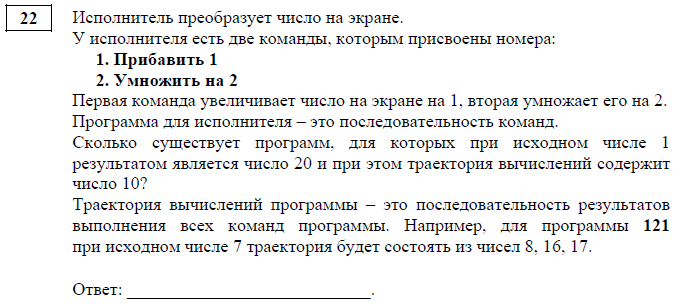 22 Исполнитель преобразует число на экране.
У исполнителя есть две команды, которым присвоены номера:
1. Прибавить 1
2. Умножить на 2
Первая команда увеличивает число на экране на 1, вторая умножает его на 2.
Программа для исполнителя – это последовательность команд.
Сколько существует программ, для которых при исходном числе 1
результатом является число 20 и при этом траектория вычислений содержит
число 10?
Траектория вычислений программы – это последовательность результатов
выполнения всех команд программы. Например, для программы 121
при исходном числе 7 траектория будет состоять из чисел 8, 16, 17.
Ответ: ___________________________.